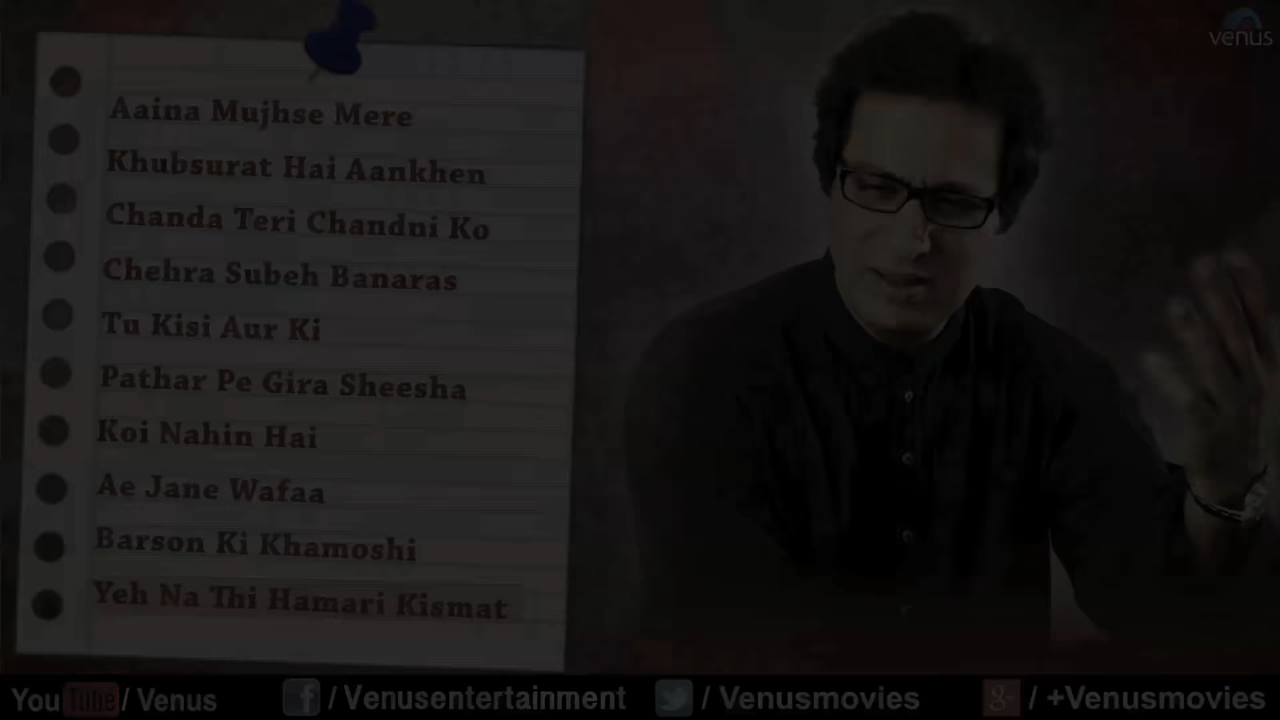 venus
Aaina Mujhse Mere
Khubsurat Hai Aankhen
Chanda Teri Chandni Ko
Chehra Subeh Banaras
Tu Kisi Aur Ki
Pathar Pe Gira Sheesha
Koi Nahin Hai
Ae Jane Wafaa
Barson Ki Khamoshi
Yeh Na Thi Hamari Kismat
You Tube / Venus f / Venusentertainment / Venusmovies g+ / +Venusmovies